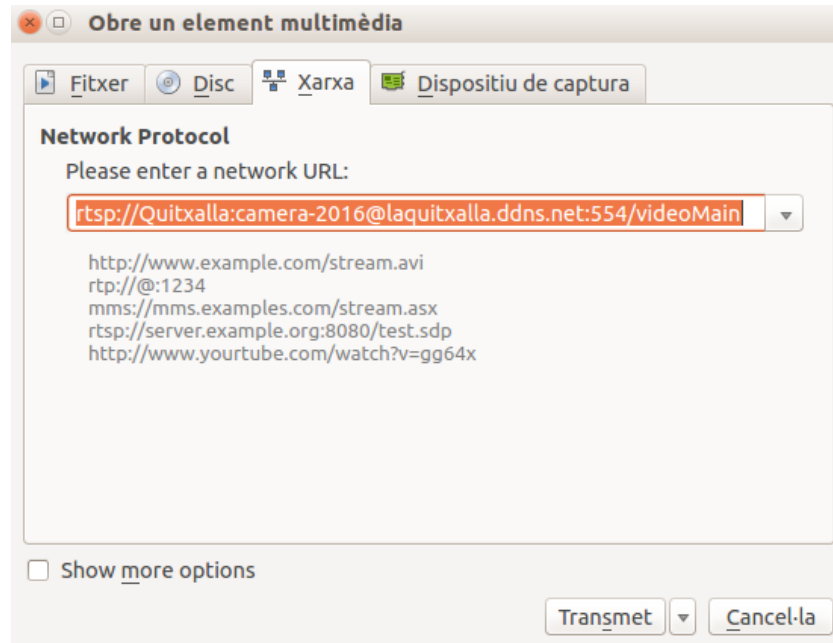 Obre un element multimèdia
Fitxer Disc Xarxa Dispositiu de captura
Network Protocol
Please enter a network URL:
rtsp://Quitxalla:camera-2016@laquitxalla.ddns.net:554/videoMain
http://www.example.com/stream.avi
rtp://@:1234
mms://mms.examples.com/stream.asx
rtsp://server.example.org:8080/test.sdp
http://www.yourtube.com/watch?v=gg64x
Show more options
Transmet Cancel·la